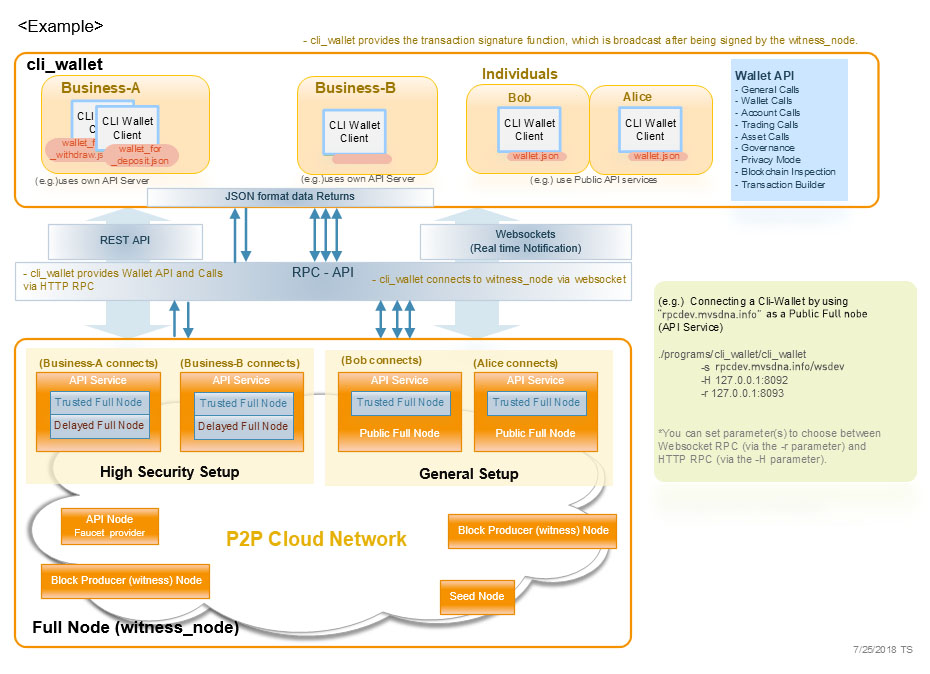 <Example>
- cli_wallet provides the transaction signature function, which is broadcast after being signed by the witness_node.
cli_wallet
Business-A
CLI
C
CLI Wallet
Client
wallet_f
_withdraw.js
wallet_for
_deposit.json
(e.g.)uses own API Server
Business-B
CLI Wallet
Client
(e.g.)uses own API Server
Individuals
Bob
CLI Wallet
Client
wallet.json
Alice
CLI Wallet
Client
wallet.json
(e.g.) use Public API services
Wallet API
- General Calls
- Wallet Calls
- Account Calls
- Trading Calls
- Asset Calls
- Governance
- Privacy Mode
- Blockchain Inspection
- Transaction Builder
JSON format data Returns
REST API
Websockets
(Real time Notification)
- cli_wallet provides Wallet API and Calls
via HTTP RPC
RPC - API
- cli_wallet connects to witness_node via websocket
(e.g.) Connecting a Cli-Wallet by using
"rpcdev.mvsdna.info" as a Public Full nobe
(API Service)
./programs/cli_wallet/cli_wallet
-s rpcdev.mvsdna.info/wsdev
-H 127.0.0.1:8092
-r 127.0.0.1:8093
*You can set parameter(s) to choose between
Websocket RPC (via the -r parameter) and
HTTP RPC (via the -H parameter).
(Business-A connects)
API Service
Trusted Full Node
Delayed Full Node
(Business-B connects)
API Service
Trusted Full Node
Delayed Full Node
High Security Setup
(Bob connects)
API Service
Trusted Full Node
Public Full Node
(Alice connects)
API Service
Trusted Full Node
Public Full Node
General Setup
API Node
Faucet_provider
P2P Cloud Network
Block Producer (witness) Node
Block Producer (witness) Node
Seed Node
Full Node (witness_node)
7/25/2018 TS